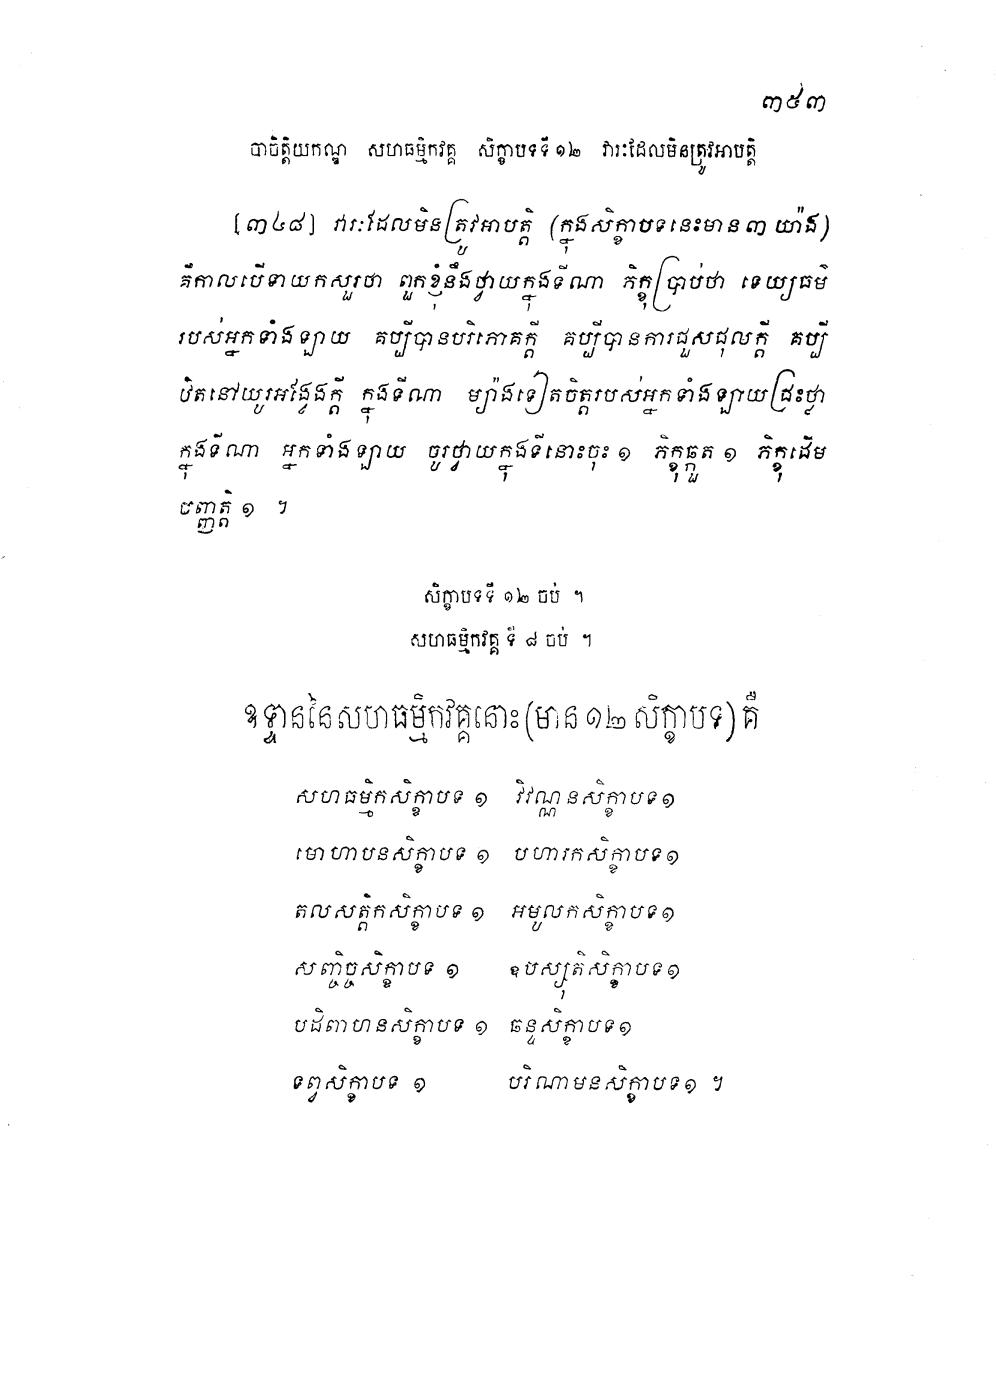 ៣៥៣
បាចិត្តិយកណ្ឌ សហធម្មិកវគ្គ សិក្ខាបទទី ១២ វារៈដែលមិនត្រូវអាបត្តិ
[៣៤៨] វារៈដែលមិនត្រូវអាបត្តិ (ក្នុងសិក្ខាបទនេះមាន ៣ យ៉ាង)
គឺកាលបើទាយកសួរថា ពួកខ្ញុំនឹងថ្វាយក្នុងទីណា ភិក្ខុប្រាប់ថា ទេយ្យធម៌
របស់អ្នកទាំងឡាយ គប្បីបានបរិភោគក្តី គប្បីបានការជួសជុលក្តី គប្បី
ឋិតនៅយូរអង្វែងក្តី ក្នុងទីណា ម្យ៉ាងទៀតចិត្តរបស់អ្នកទាំងឡាយជ្រះថ្លា
ក្នុងទីណា អ្នកទាំងឡាយ ចូរថ្វាយក្នុងទីនោះចុះ ១ ភិក្ខុឆ្កួត ១ ភិក្ខុដើម
បញ្ញត្តិ ១ ។
សិក្ខាបទទី ១២ ចប់ ។
សហធម្មិកវគ្គ ទី ៨ ចប់ ។
ឧទ្ទាននៃសហធម្មិកវគ្គនោះ (មាន ១២ សិក្ខាបទ) គឺ
សហធម្មិកសិក្ខាបទ ១ វិវណ្ណនសិក្ខាបទ ១
មោហាបនសិក្ខាបទ ១ បហារកសិក្ខាបទ ១
តលសត្តិកសិក្ខាបទ ១ អមូលកសិក្ខាបទ ១
សញ្ចិច្ចសិក្ខាបទ ១ ឧបស្សុតិសិក្ខាបទ ១
បដិពាហនសិក្ខាបទ ១ ឆន្ទសិក្ខាបទ ១
ទព្វសិក្ខាបទ ១ បរិណាមនសិក្ខាបទ ១ ។